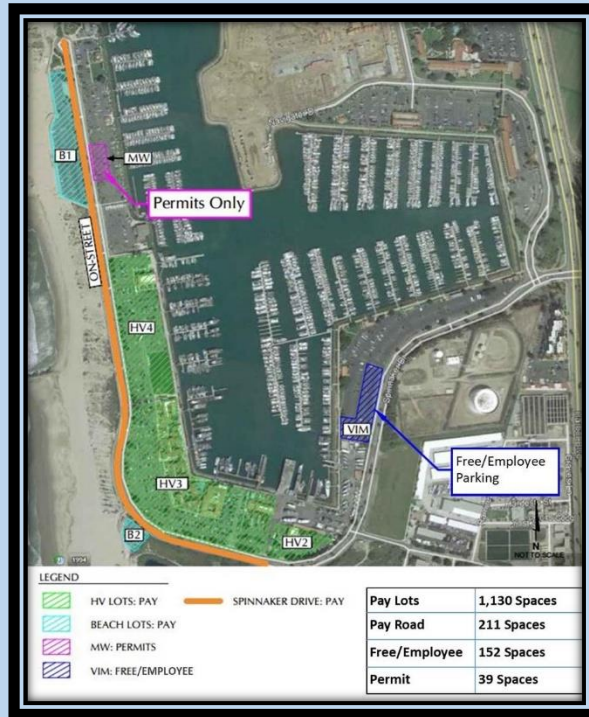 B1
MW
Permits Only
ON-STREET
HV4
HV3
VIM
Free/Employee
Parking
B2
HV2
1994
N
NOT TO SCALE
LEGEND
HV LOTS: PAY
SPINNAKER DRIVE: PAY
BEACH LOTS: PAY
MW: PERMITS
VIM: FREE/EMPLOYEE
Pay Lots 1,130 Spaces
Pay Road 211 Spaces
Free/Employee 152 Spaces
Permit 39 Spaces